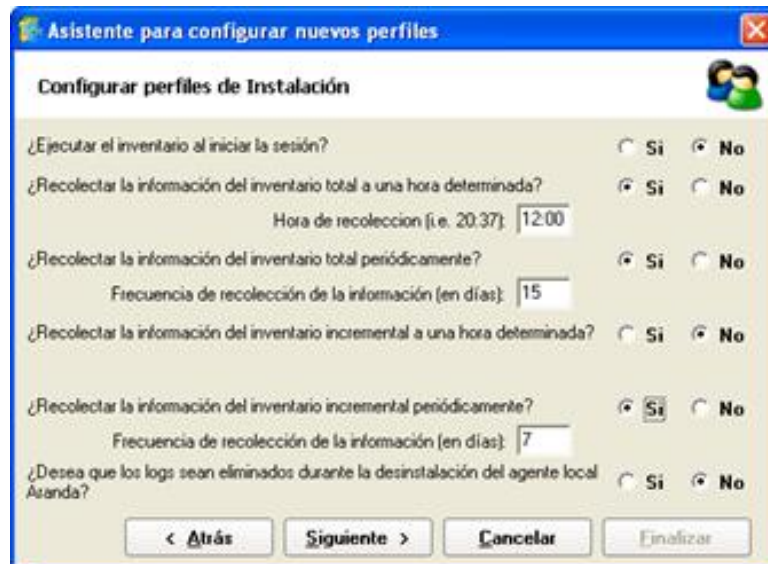 Asistente para configurar nuevos perfiles
Configurar perfiles de Instalación
¿Ejecutar el inventario al iniciar la sesión? Si No
¿Recolectar la información del inventario total a una hora determinada? Si No
Hora de recoleccion (i.e. 20:37): 12:00
¿Recolectar la información del inventario total periódicamente? Si No
Frecuencia de recolección de la información (en días): 15
¿Recolectar la información del inventario incremental a una hora determinada? Si No
¿Recolectar la información del inventario incremental periódicamente? Si No
Frecuencia de recolección de la información (en días): 7
¿Desea que los logs sean eliminados durante la desinstalación del agente local
Aranda? Si No
< Atrás Siguiente > Cancelar Finalizar